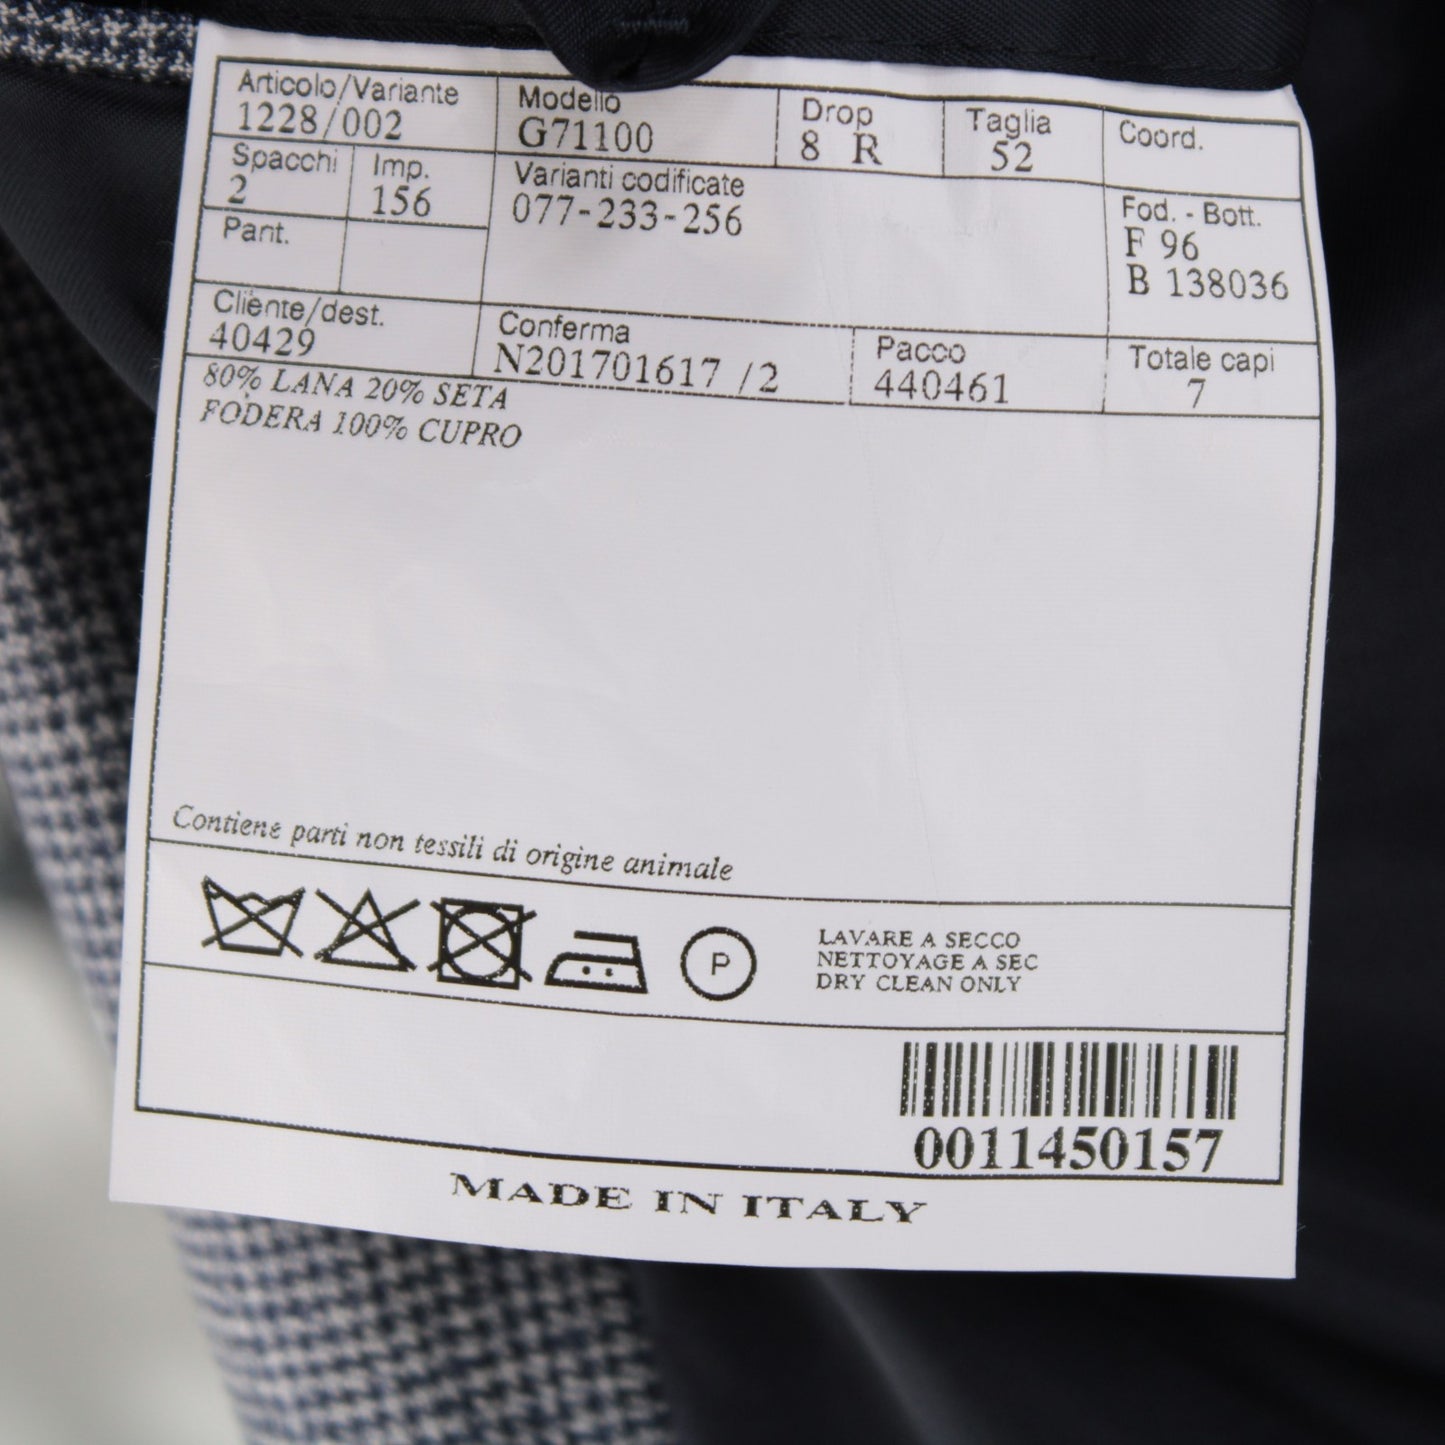 Articolo/Variante Modello Drop Taglia Coord.
1228/002 G71100 8 R 52
Spacchi Imp. Varianti codificate Fod. - Bott.
2 156 077-233-256 F 96
B 138036
Pant.
Cliente/dest. Conferma Pacco Totale capi
40429 N201701617 /2 440461 7
80% LANA 20% SETA
FODERA 100% CUPRO
Contiene parti non tessili di origine animale
P
LAVARE A SECCO
NETTOYAGE A SEC
DRY CLEAN ONLY
0011450157
MADE IN ITALY